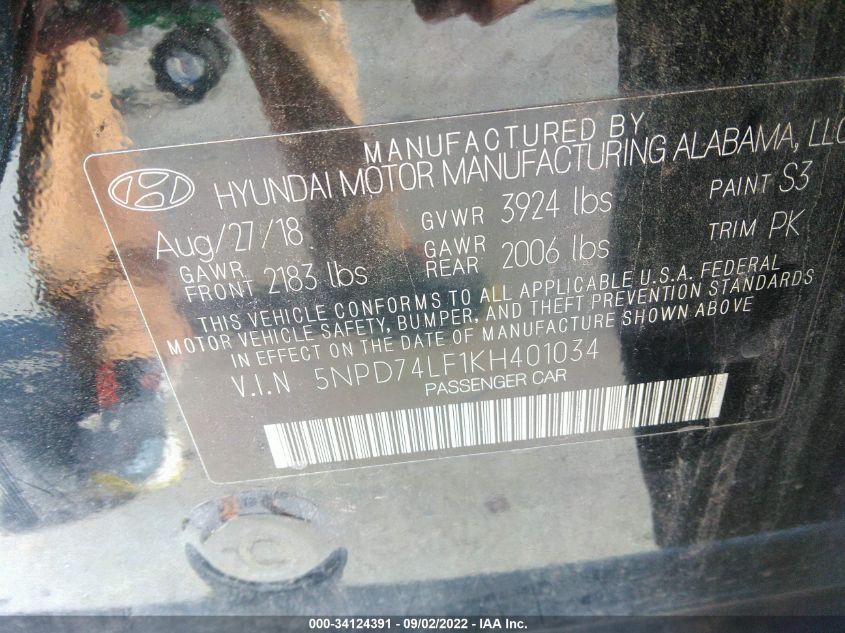 MANUFACTURED BY
HYUNDAI MOTOR MANUFACTURING ALABAMA, LLC
Aug/27/18 GVWR 3924 lbs PAINT S3
GAWR FRONT 2183 lbs GAWR REAR 2006 lbs TRIM PK
THIS VEHICLE CONFORMS TO ALL APPLICABLE U.S.A. FEDERAL
MOTOR VEHICLE SAFETY, BUMPER, AND THEFT PREVENTION STANDARDS
IN EFFECT ON THE DATE OF MANUFACTURE SHOWN ABOVE
V.I.N 5NPD74LF1KH401034
PASSENGER CAR
000-34124391 - 09/02/2022 - IAA Inc.